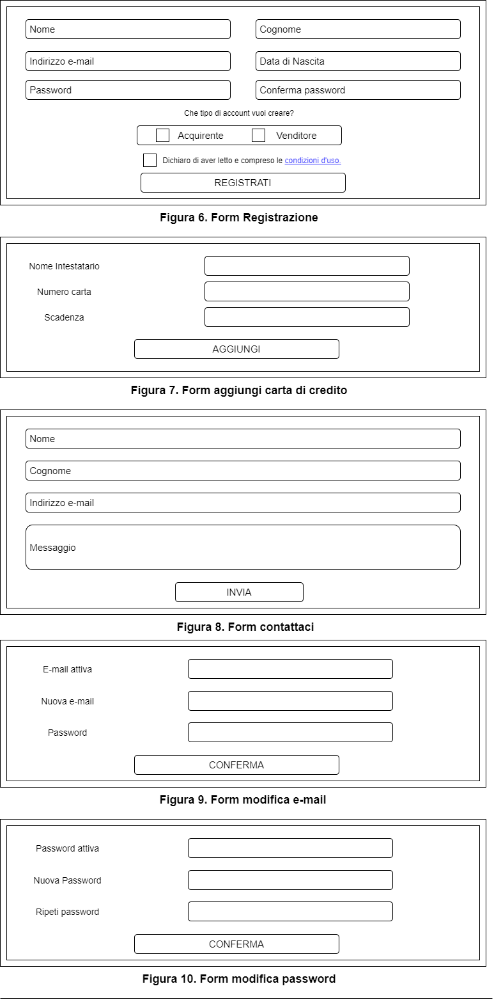 Nome Cognome
Indirizzo e-mail Data di Nascita
Password Conferma password
Che tipo di account vuoi creare?
Acquirente Venditore
Dichiaro di aver letto e compreso le condizioni d'uso.
REGISTRATI
Figura 6. Form Registrazione
Nome Intestatario
Numero carta
Scadenza
AGGIUNGI
Figura 7. Form aggiungi carta di credito
Nome
Cognome
Indirizzo e-mail
Messaggio
INVIA
Figura 8. Form contattaci
E-mail attiva
Nuova e-mail
Password
CONFERMA
Figura 9. Form modifica e-mail
Password attiva
Nuova Password
Ripeti password
CONFERMA
Figura 10. Form modifica password